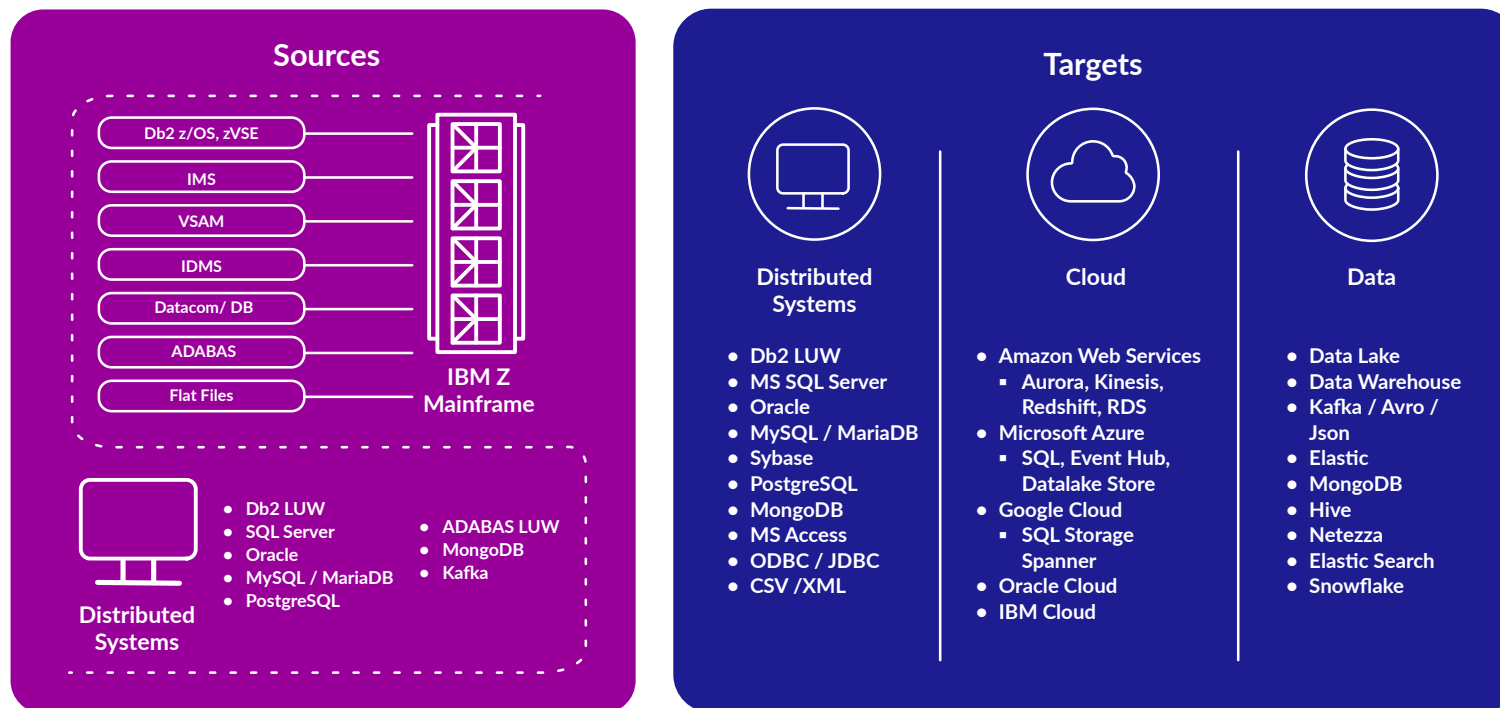 Sources
Db2 z/OS, zVSE
IMS
VSAM
IDMS
Datacom/ DB
ADABAS
Flat Files
IBM Z
Mainframe
Distributed
Systems
• Db2 LUW
• SQL Server
• Oracle
• MySQL / MariaDB
• PostgreSQL
• ADABAS LUW
• MongoDB
• Kafka
Targets
Distributed
Systems
• Db2 LUW
• MS SQL Server
• Oracle
• MySQL / MariaDB
• Sybase
• PostgreSQL
• MongoDB
• MS Access
• ODBC / JDBC
• CSV /XML
Cloud
• Amazon Web Services
▪ Aurora, Kinesis,
Redshift, RDS
• Microsoft Azure
▪ SQL, Event Hub,
Datalake Store
• Google Cloud
▪ SQL Storage
Spanner
• Oracle Cloud
• IBM Cloud
Data
• Data Lake
• Data Warehouse
• Kafka / Avro /
Json
• Elastic
• MongoDB
• Hive
• Netezza
• Elastic Search
• Snowflake